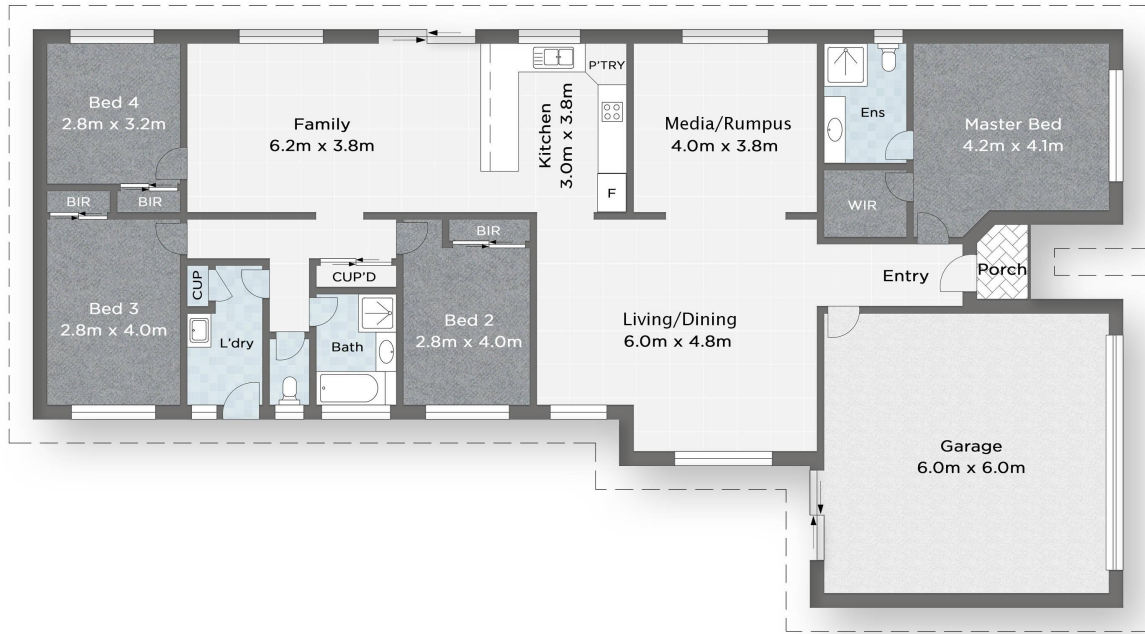 Bed 4
2.8m x 3.2m
Family
6.2m x 3.8m
Kitchen
3.0m x 3.8m
P'TRY
F
Media/Rumpus
4.0m x 3.8m
Ens
Master Bed
4.2m x 4.1m
WIR
BIR
BIR
BIR
CUP
CUP'D
Bed 3
2.8m x 4.0m
L'dry
Bath
Bed 2
2.8m x 4.0m
Living/Dining
6.0m x 4.8m
Entry
Porch
Garage
6.0m x 6.0m